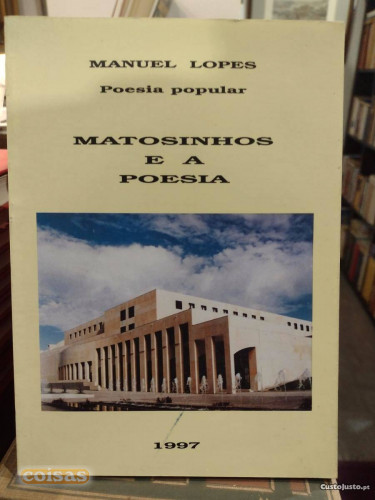 MANUEL LOPES
Poesia popular
MATOSINHOS
E A
POESIA
1997
coisas
CustoJusto.pt